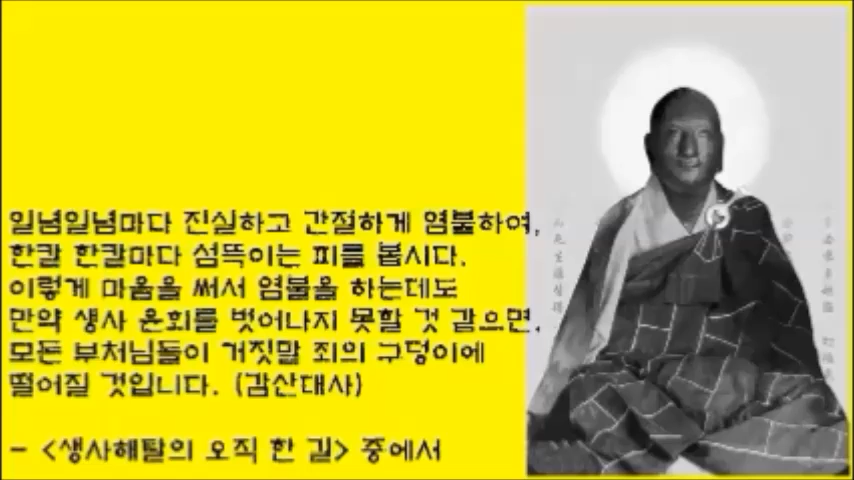 일념일념마다 진실하고 간절하게 염불하여,
한칼 한칼마다 섬뜩이는 피를 봅시다.
이렇게 마음을 써서 염불을 하는데도
만약 생사 윤회를 벗어나지 못할 것 같으면,
모든 부처님들이 거짓말 죄의 구덩이에
떨어질 것입니다. (감산대사)
- <생사해탈의 오직 한 길> 중에서